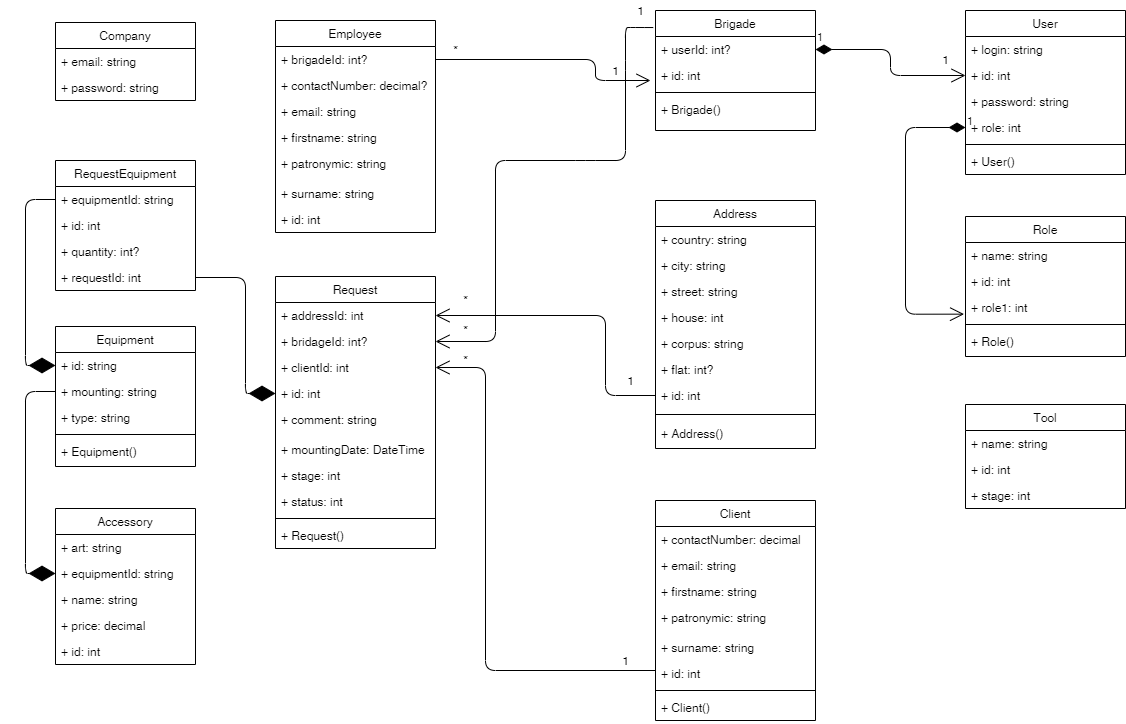 Company
+ email: string
+ password: string
Employee
+ brigadeId: int?
+ contactNumber: decimal?
+ email: string
+ firstname: string
+ patronymic: string
+ surname: string
+ id: int
*
1
1
Brigade
+ userId: int?
+ id: int
+ Brigade()
1
1
User
+ login: string
+ id: int
+ password: string
+ role: int
+ User()
1
RequestEquipment
+ equipmentId: string
+ id: int
+ quantity: int?
+ requestId: int
Request
+ addressId: int
+ bridageId: int?
+ clientId: int
+ id: int
+ comment: string
+ mountingDate: DateTime
+ stage: int
+ status: int
+ Request()
*
*
*
Address
+ country: string
+ city: string
+ street: string
+ house: int
+ corpus: string
+ flat: int?
+ id: int
+ Address()
1
Role
+ name: string
+ id: int
+ role1: int
+ Role()
Equipment
+ id: string
+ mounting: string
+ type: string
+ Equipment()
Tool
+ name: string
+ id: int
+ stage: int
Accessory
+ art: string
+ equipmentId: string
+ name: string
+ price: decimal
+ id: int
Client
+ contactNumber: decimal
+ email: string
+ firstname: string
+ patronymic: string
+ surname: string
+ id: int
+ Client()
1